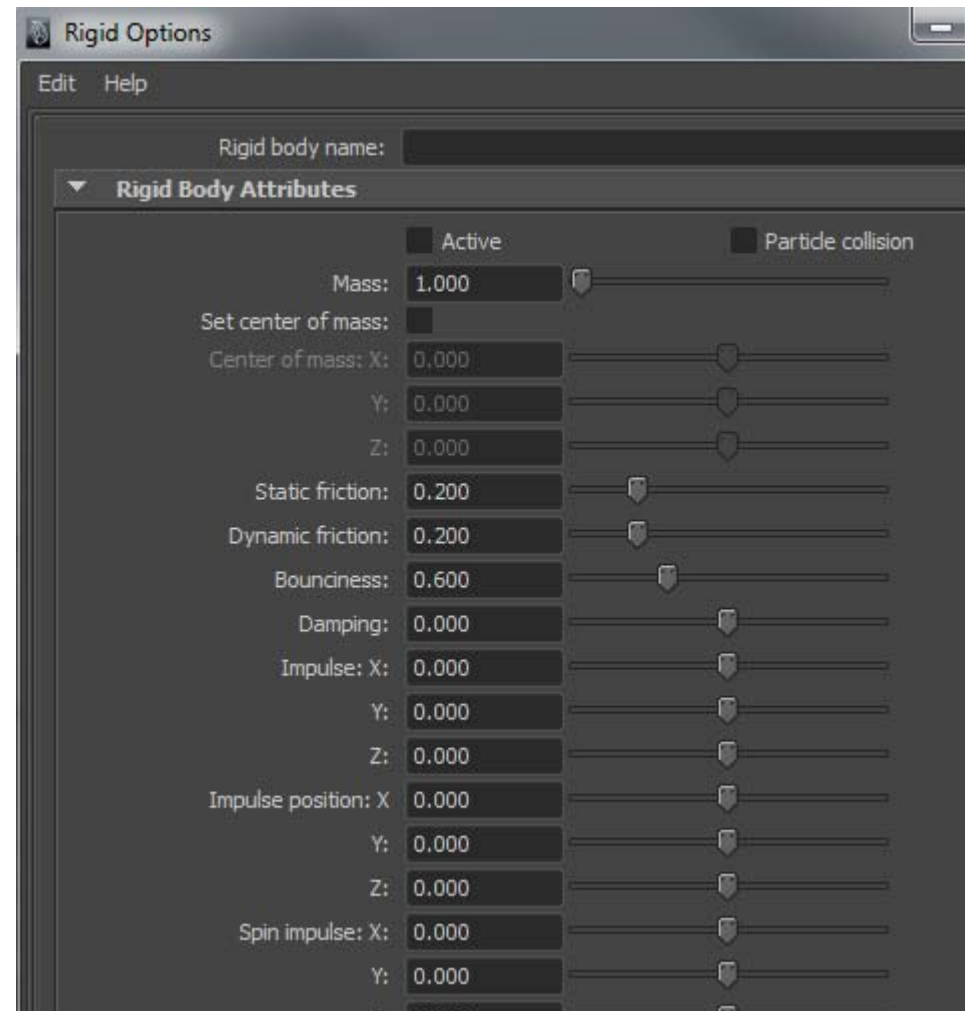 Rigid Options
Edit Help
Rigid body name:
Rigid Body Attributes
Active Particle collision
Mass: 1.000
Set center of mass:
Center of mass: X: 0.000
Y: 0.000
Z: 0.000
Static friction: 0.200
Dynamic friction: 0.200
Bounciness: 0.600
Damping: 0.000
Impulse: X: 0.000
Y: 0.000
Z: 0.000
Impulse position: X 0.000
Y: 0.000
Z: 0.000
Spin impulse: X: 0.000
Y: 0.000